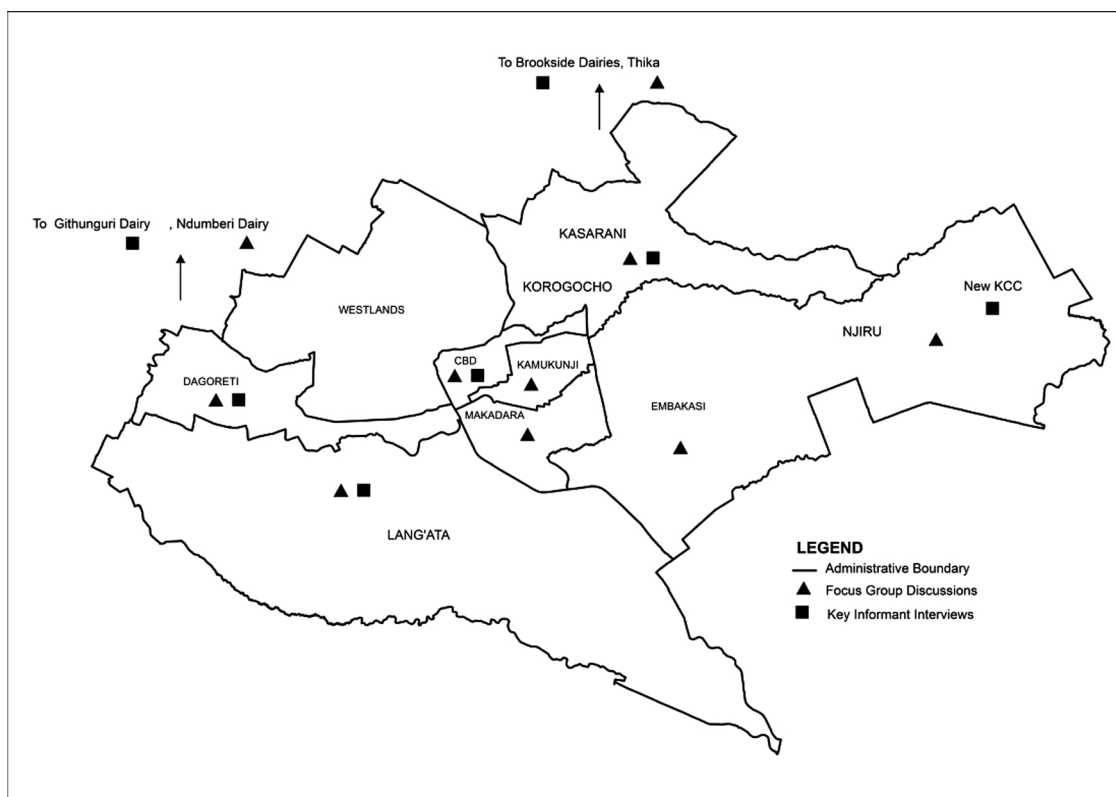 To Brookside Dairies, Thika
To Githunguri Dairy , Ndumberi Dairy
KASARANI
KOROGOCHO
New KCC
WESTLANDS
NJIRU
CBD
KAMUKUNJI
DAGORETI
MAKADARA
EMBAKASI
LANG'ATA
LEGEND
Administrative Boundary
Focus Group Discussions
Key Informant Interviews